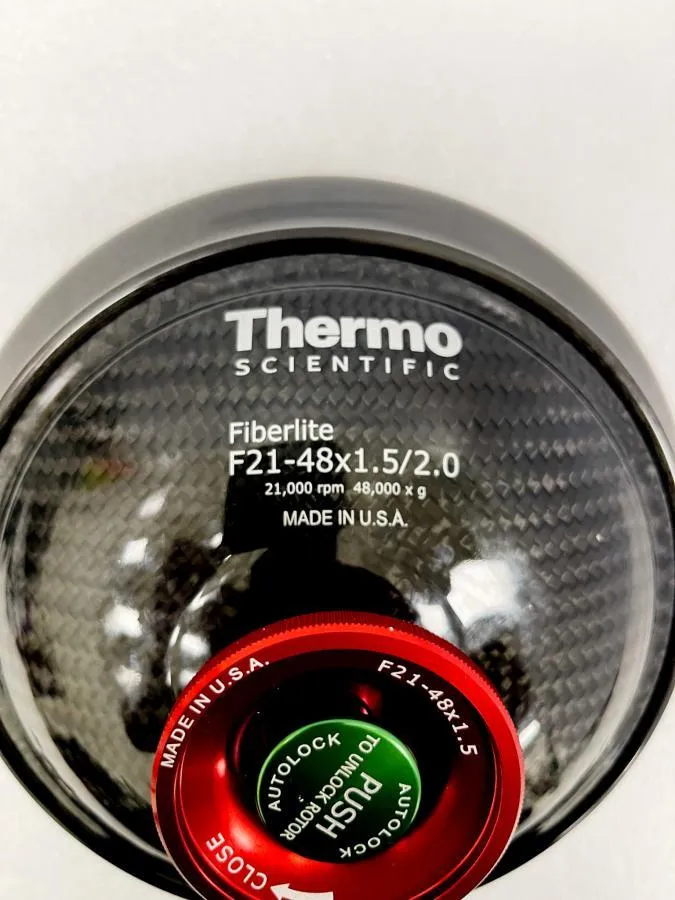 Thermo
SCIENTIFIC
Fiberlite
F21-48x1.5/2.0
21,000 rpm 48,000 x g
MADE IN U.S.A.
MADE IN U.S.A.
F21-48x1.5
AUTOLOCK
PUSH
TO UNLOCK ROTOR
AUTOLOCK
CLOSE